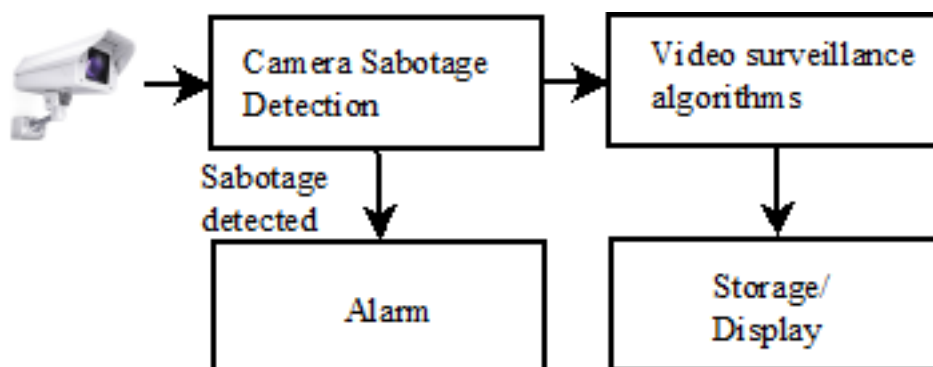 Camera Sabotage
Detection
Video surveillance
algorithms
Sabotage
detected
Alarm
Storage/
Display